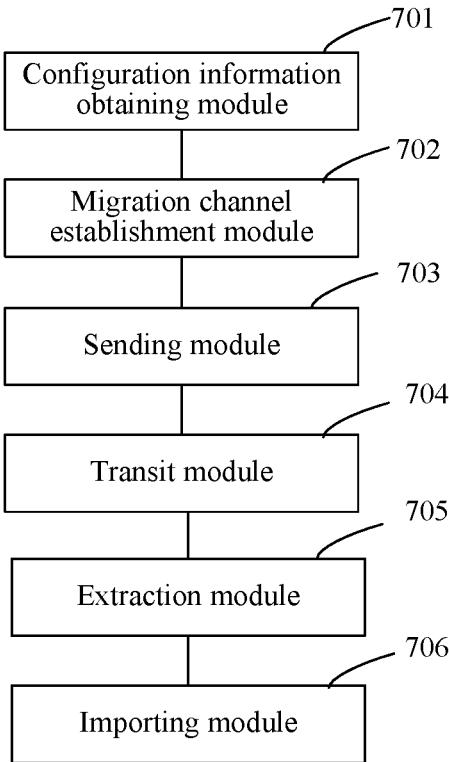 701
Configuration information
obtaining module
702
Migration channel
establishment module
703
Sending module
704
Transit module
705
Extraction module
706
Importing module